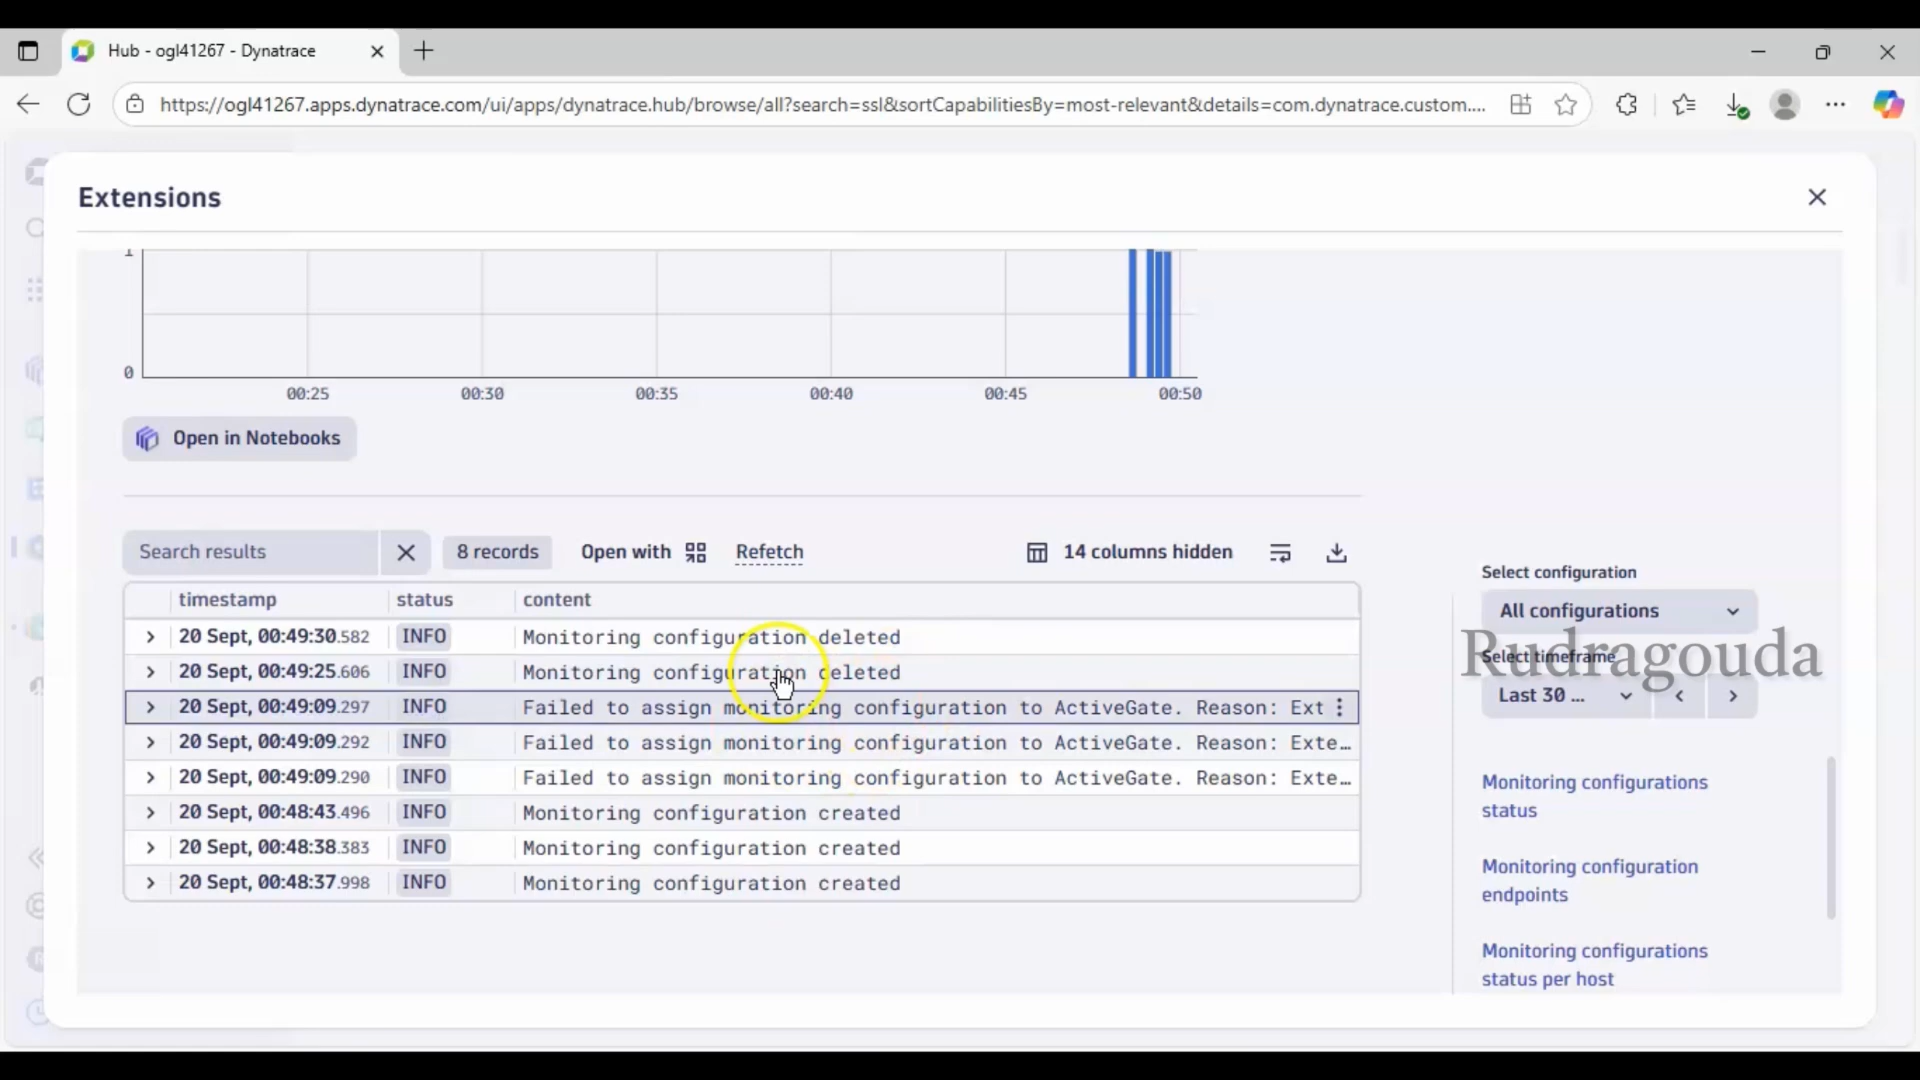 Hub - ogl41267 - Dynatrace
https://ogl41267.apps.dynatrace.com/ui/apps/dynatrace.hub/browse/all?search=ssl&sortCapabilitiesBy=most-relevant&details=com.dynatrace.custom....
Extensions
1
0
00:25 00:30 00:35 00:40 00:45 00:50
Open in Notebooks
Search results 8 records Open with Refetch 14 columns hidden
timestamp status content
20 Sept, 00:49:30.582 INFO Monitoring configuration deleted
20 Sept, 00:49:25.606 INFO Monitoring configuration deleted
20 Sept, 00:49:09.297 INFO Failed to assign monitoring configuration to ActiveGate. Reason: Ext
20 Sept, 00:49:09.292 INFO Failed to assign monitoring configuration to ActiveGate. Reason: Exte…
20 Sept, 00:49:09.290 INFO Failed to assign monitoring configuration to ActiveGate. Reason: Exte…
20 Sept, 00:48:43.496 INFO Monitoring configuration created
20 Sept, 00:48:38.383 INFO Monitoring configuration created
20 Sept, 00:48:37.998 INFO Monitoring configuration created
Select configuration
All configurations
Rudragouda
Select timeframe
Last 30 ...
Monitoring configurations
status
Monitoring configuration
endpoints
Monitoring configurations
status per host